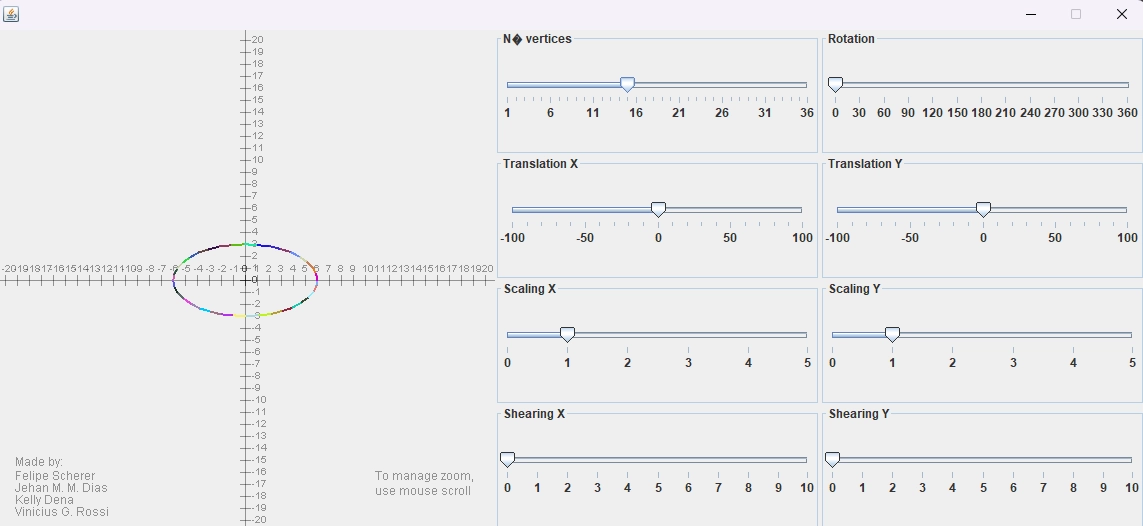 N� vertices
1 6 11 16 21 26 31 36
Rotation
0 30 60 90 120 150 180 210 240 270 300 330 360
Translation X
-100 -50 0 50 100
Translation Y
-100 -50 0 50 100
Scaling X
0 1 2 3 4 5
Scaling Y
0 1 2 3 4 5
Shearing X
0 1 2 3 4 5 6 7 8 9 10
Shearing Y
0 1 2 3 4 5 6 7 8 9 10
20
19
18
17
16
15
14
13
12
11
10
9
8
7
6
5
4
3
2
1
-20 -19 -18 -17 -16 -15 -14 -13 -12 -11 -10 -9 -8 -7 -6 -5 -4 -3 -2 -1 0 1 2 3 4 5 6 7 8 9 10 11 12 13 14 15 16 17 18 19 20
0
-1
-2
-3
-4
-5
-6
-7
-8
-9
-10
-11
-12
-13
-14
-15
-16
-17
-18
-19
-20
Made by:
Felipe Scherer
Jehan M. M. Dias
Kelly Dena
Vinicius G. Rossi
To manage zoom,
use mouse scroll